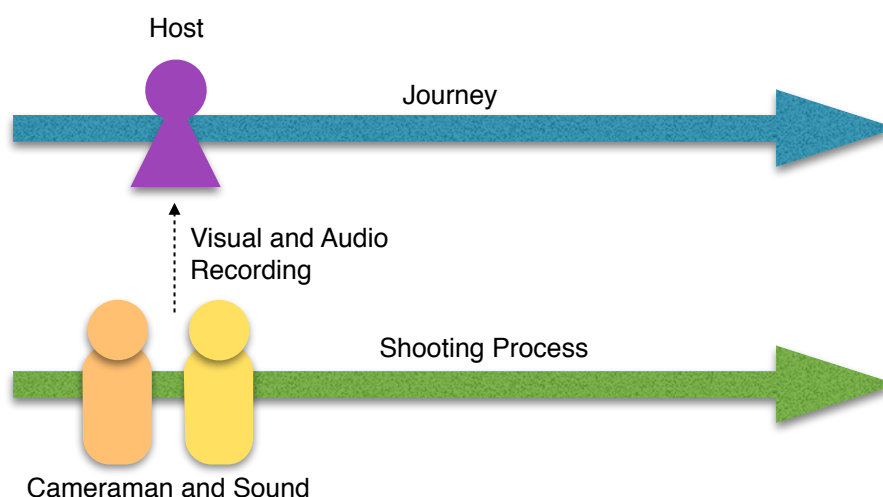 Host
Journey
Visual and Audio
Recording
Shooting Process
Cameraman and Sound